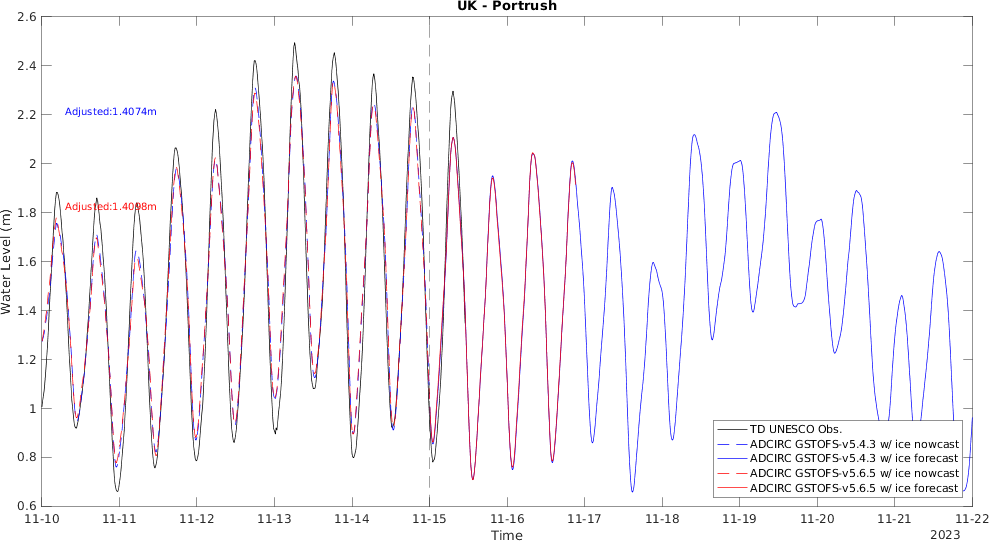 UK - Portrush
2.6
2.4
2.2
2
1.8
1.6
1.4
1.2
1
0.8
0.6
Water Level (m)
Adjusted:1.4074m
Adjusted:1.4098m
TD UNESCO Obs.
ADCIRC GSTOFS-v5.4.3 w/ ice nowcast
ADCIRC GSTOFS-v5.4.3 w/ ice forecast
ADCIRC GSTOFS-v5.6.5 w/ ice nowcast
ADCIRC GSTOFS-v5.6.5 w/ ice forecast
11-10 11-11 11-12 11-13 11-14 11-15 11-16 11-17 11-18 11-19 11-20 11-21 11-22
Time
2023